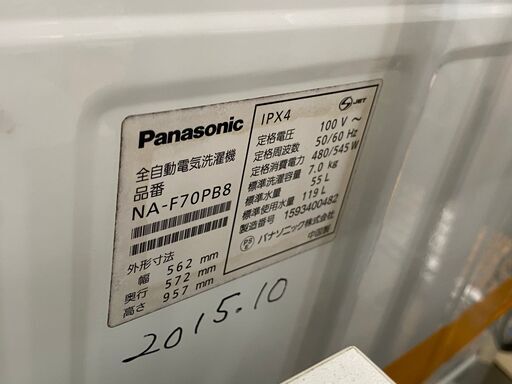 Panasonic
全自動電気洗濯機
品番
NA-F70PB8
外形寸法
幅 562 mm
奥行 572 mm
高さ 957 mm
IPX4
JET
定格電圧 100 V ～
定格周波数 50/60 Hz
定格消費電力 480/545 W
標準洗濯容量 7.0 kg
標準水量 55 L
標準使用水量 119 L
製造番号 1593400482
PS E パナソニック株式会社
中国製
2015.10